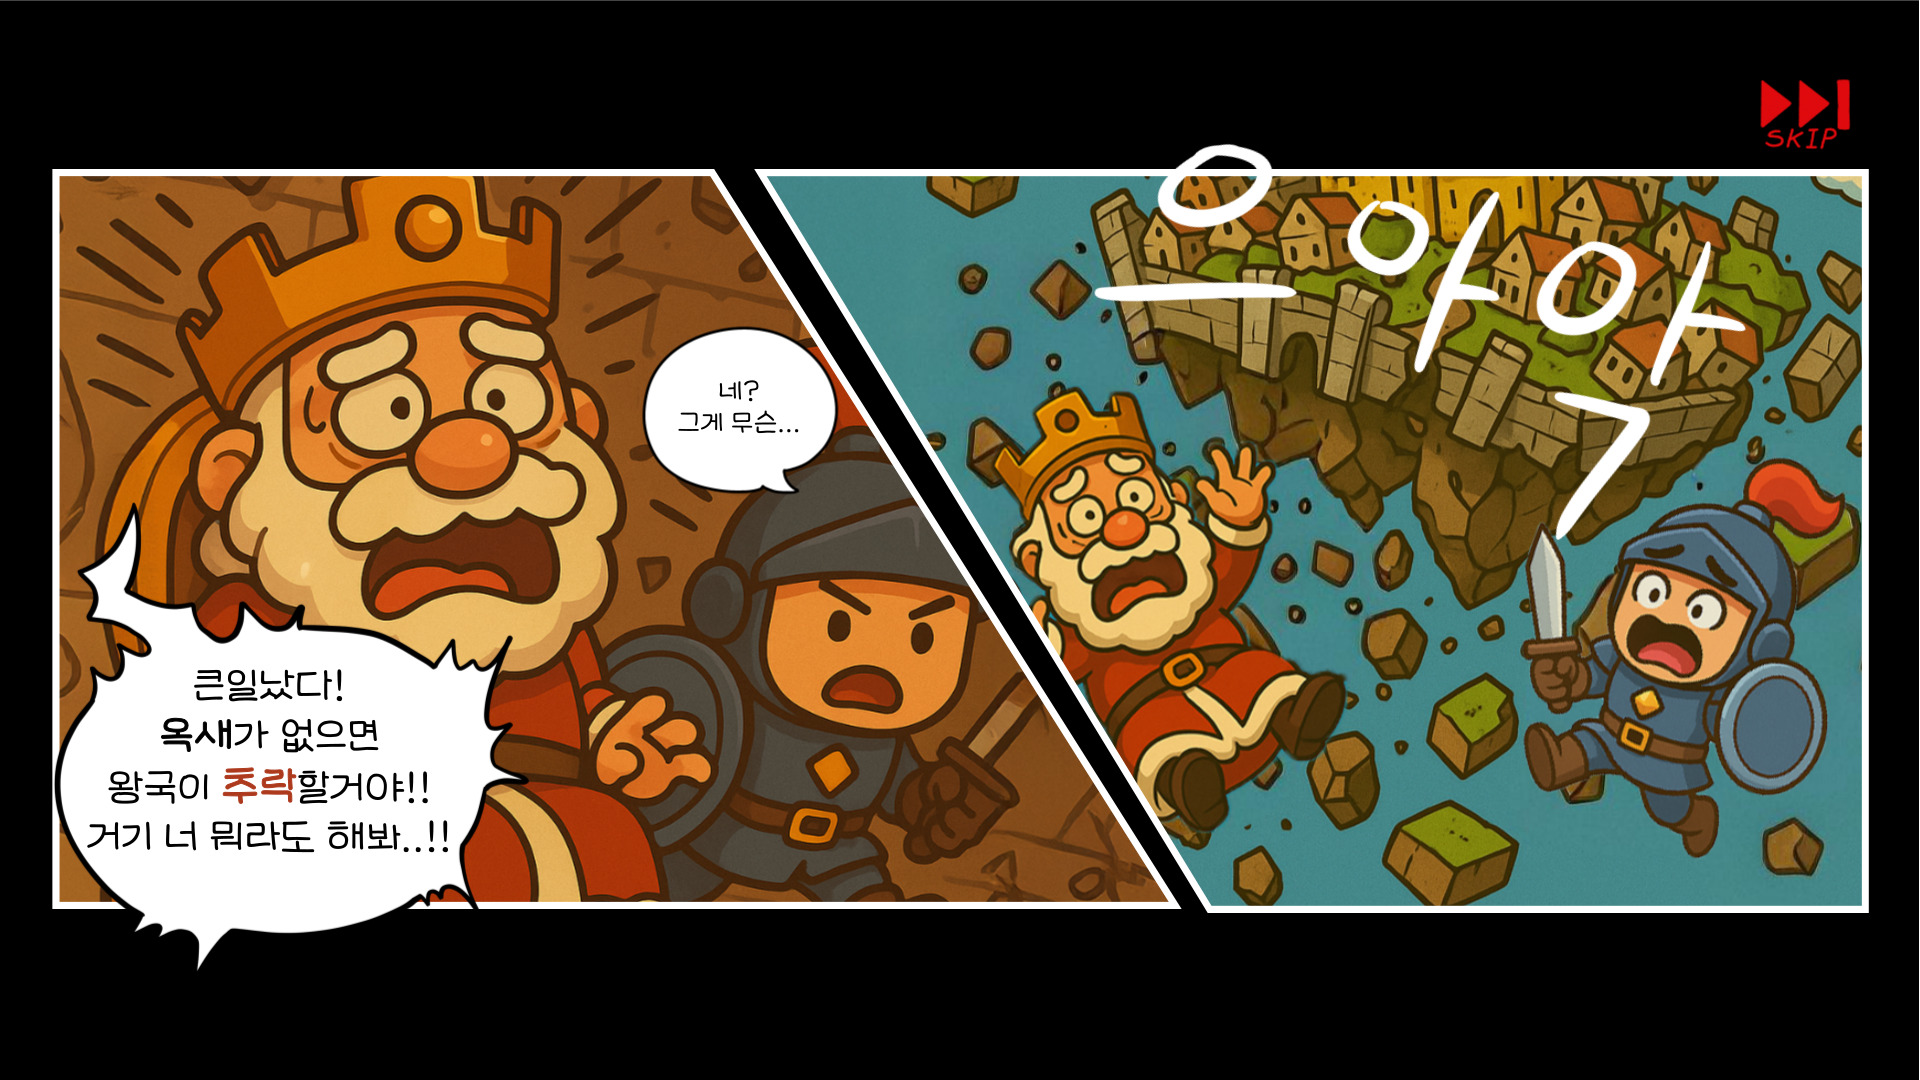 SKIP
큰일났다!
옥새가 없으면
왕국이 추락할거야!!
거기 너 뭐라도 해봐..!!
네?
그게 무슨...
으아악